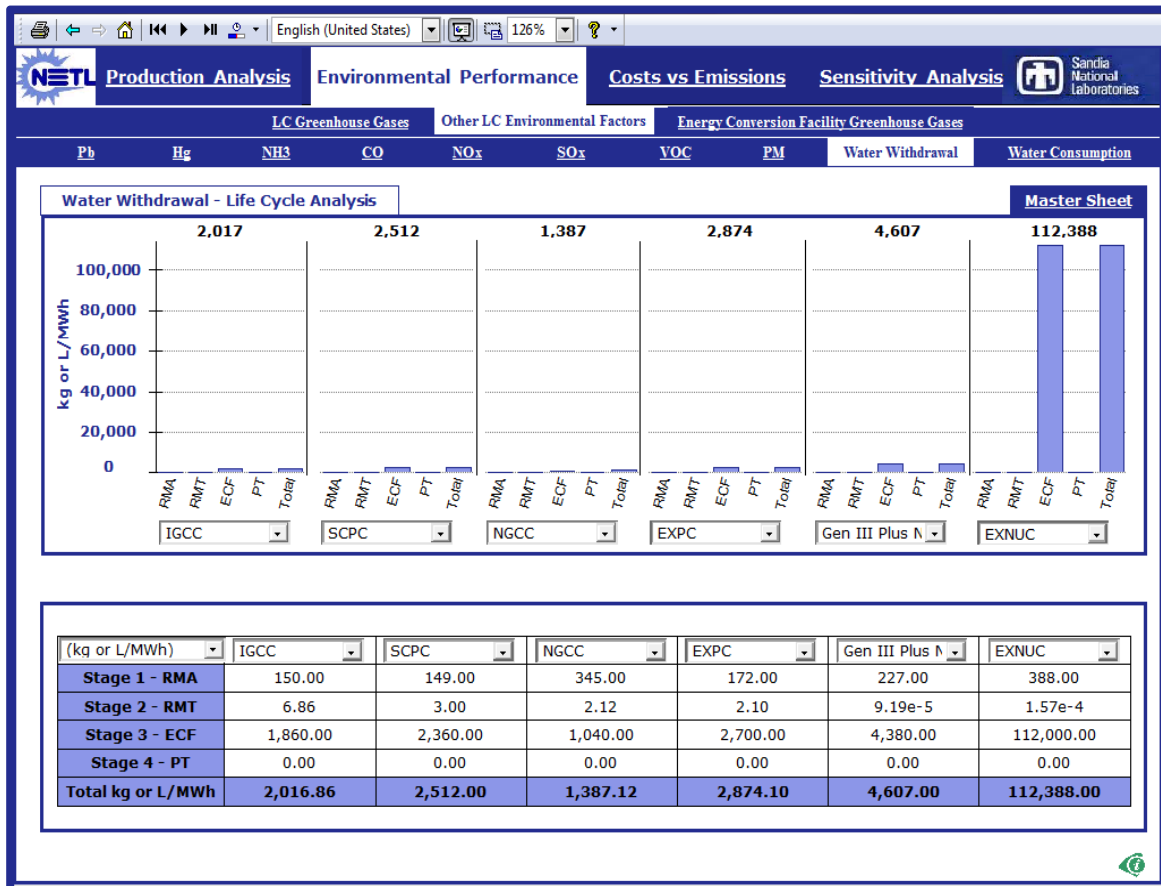 English (United States) 126%
NETL Production Analysis Environmental Performance Costs vs Emissions Sensitivity Analysis Sandia National Laboratories
LC Greenhouse Gases Other LC Environmental Factors Energy Conversion Facility Greenhouse Gases
Pb Hg NH3 CO NOx SOx VOC PM Water Withdrawal Water Consumption
Water Withdrawal - Life Cycle Analysis Master Sheet
2,017 2,512 1,387 2,874 4,607 112,388
kg or L/MWh
100,000
80,000
60,000
40,000
20,000
0
RMA RMT ECF PT Total RMA RMT ECF PT Total RMA RMT ECF PT Total RMA RMT ECF PT Total RMA RMT ECF PT Total RMA RMT ECF PT Total
IGCC SCPC NGCC EXPC Gen III Plus N EXNUC
(kg or L/MWh) IGCC SCPC NGCC EXPC Gen III Plus N EXNUC
Stage 1 - RMA 150.00 149.00 345.00 172.00 227.00 388.00
Stage 2 - RMT 6.86 3.00 2.12 2.10 9.19e-5 1.57e-4
Stage 3 - ECF 1,860.00 2,360.00 1,040.00 2,700.00 4,380.00 112,000.00
Stage 4 - PT 0.00 0.00 0.00 0.00 0.00 0.00
Total kg or L/MWh 2,016.86 2,512.00 1,387.12 2,874.10 4,607.00 112,388.00